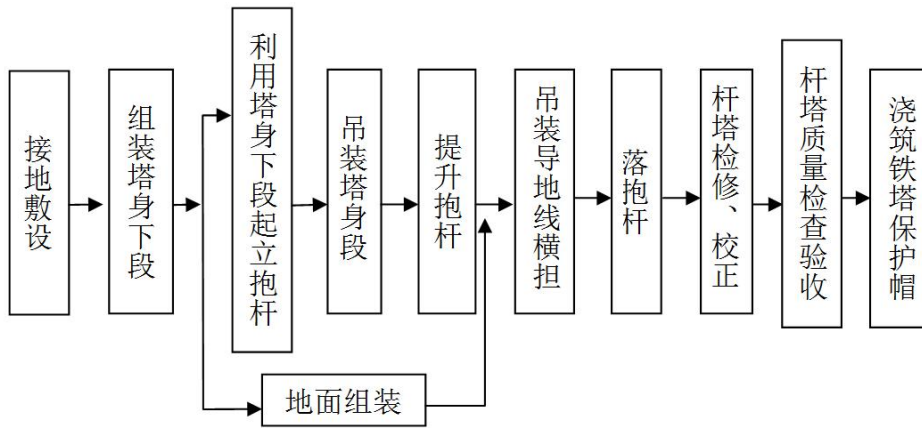 接地敷设
组装塔身下段
利用塔身下段起立抱杆
吊装塔身段
提升抱杆
吊装导地线横担
落抱杆
杆塔检修、校正
杆塔质量检查验收
浇筑铁塔保护帽
地面组装